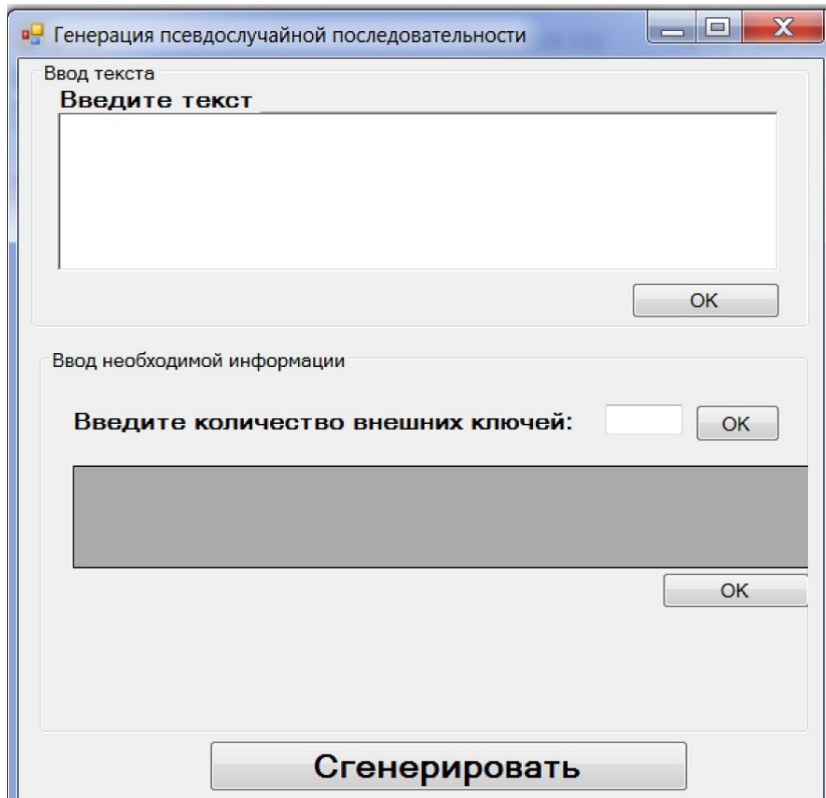 Генерация псевдослучайной последовательности
Ввод текста
Введите текст
OK
Ввод необходимой информации
Введите количество внешних ключей:
OK
OK
Сгенерировать